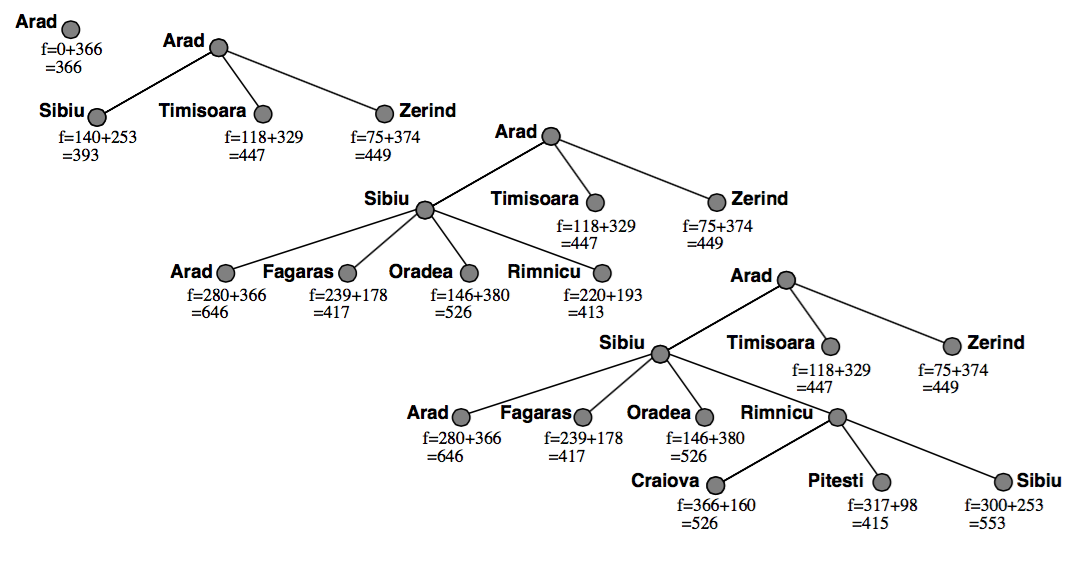 Arad
f=0+366
=366
Arad
Sibiu
f=140+253
=393
Timisoara
f=118+329
=447
Zerind
f=75+374
=449
Arad
Sibiu
Timisoara
f=118+329
=447
Zerind
f=75+374
=449
Arad
f=280+366
=646
Fagaras
f=239+178
=417
Oradea
f=146+380
=526
Rimnicu
f=220+193
=413
Arad
Sibiu
Timisoara
f=118+329
=447
Zerind
f=75+374
=449
Arad
f=280+366
=646
Fagaras
f=239+178
=417
Oradea
f=146+380
=526
Rimnicu
Craiova
f=366+160
=526
Pitesti
f=317+98
=415
Sibiu
f=300+253
=553